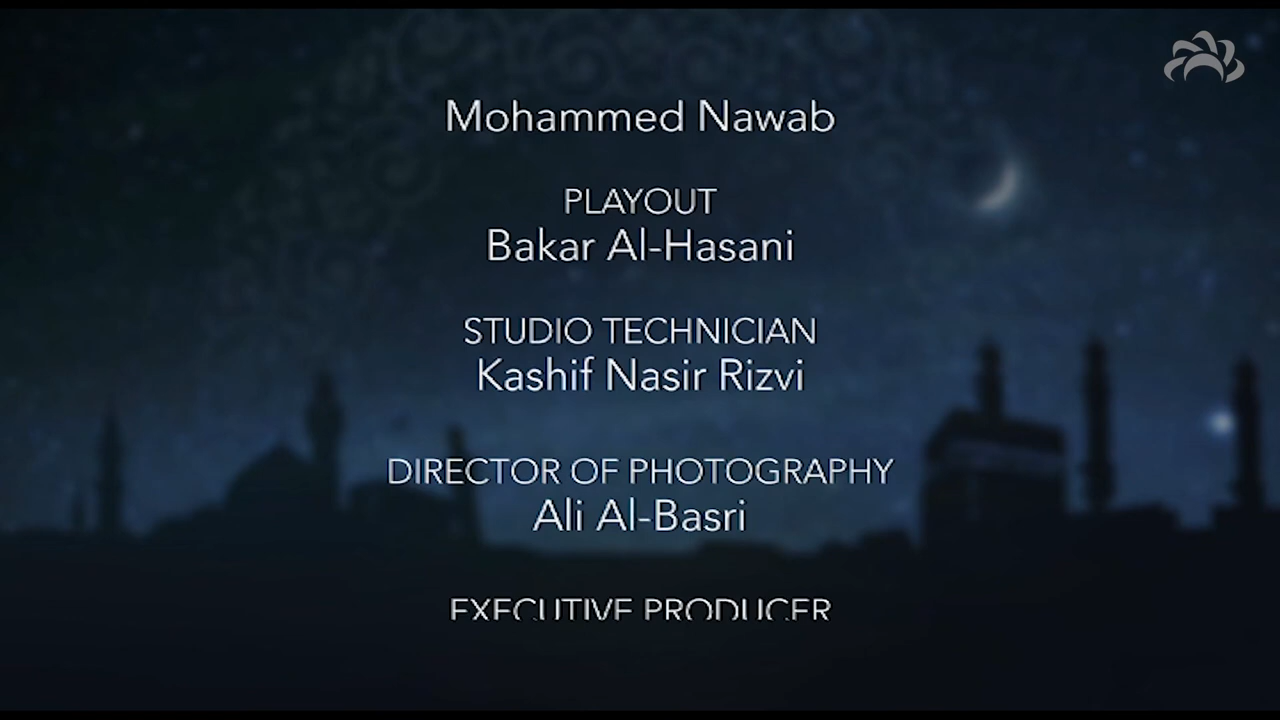 Mohammed Nawab
PLAYOUT
Bakar Al-Hasani
STUDIO TECHNICIAN
Kashif Nasir Rizvi
DIRECTOR OF PHOTOGRAPHY
Ali Al-Basri
EXECUTIVE PRODUCER